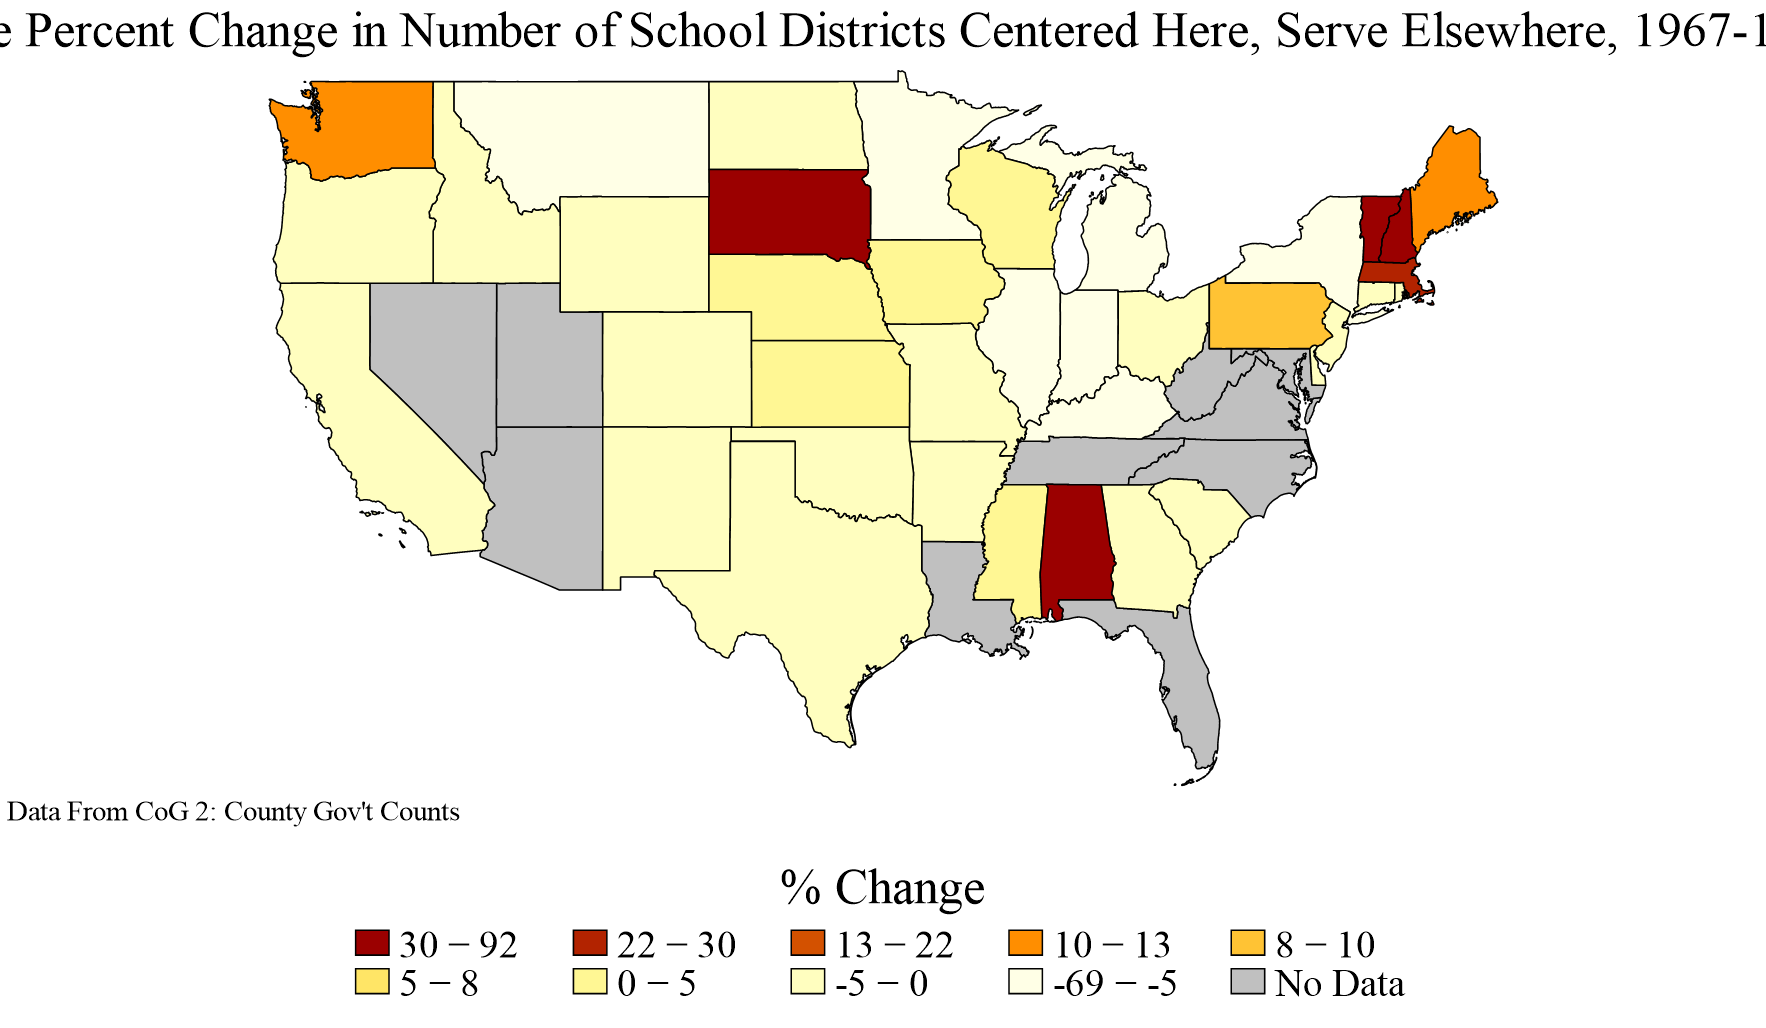 e Percent Change in Number of School Districts Centered Here, Serve Elsewhere, 1967-1
Data From CoG 2: County Gov't Counts
% Change
30 − 92 22 − 30 13 − 22 10 − 13 8 − 10
5 − 8 0 − 5 -5 − 0 -69 − -5 No Data